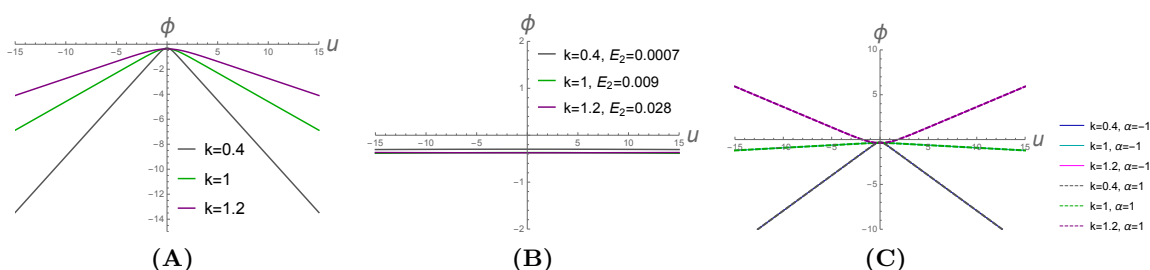 ϕ
u
-15 -10 -5 5 10 15
-2
-4
-6
-8
-10
-12
-14
k=0.4
k=1
k=1.2
(A)
ϕ
2
1
-1
-2
u
-15 -10 -5 5 10 15
k=0.4, E₂=0.0007
k=1, E₂=0.009
k=1.2, E₂=0.028
(B)
ϕ
10
5
-5
-10
u
-15 -10 -5 5 10 15
k=0.4, α=-1
k=1, α=-1
k=1.2, α=-1
k=0.4, α=1
k=1, α=1
k=1.2, α=1
(C)